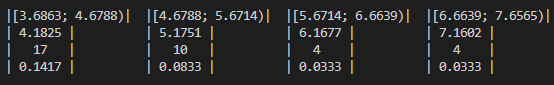 |[3.6863; 4.6788)| |[4.6788; 5.6714)| |[5.6714; 6.6639)| |[6.6639; 7.6565)|
| 4.1825 | | 5.1751 | | 6.1677 | | 7.1602 |
| 17 | | 10 | | 4 | | 4 |
| 0.1417 | | 0.0833 | | 0.0333 | | 0.0333 |